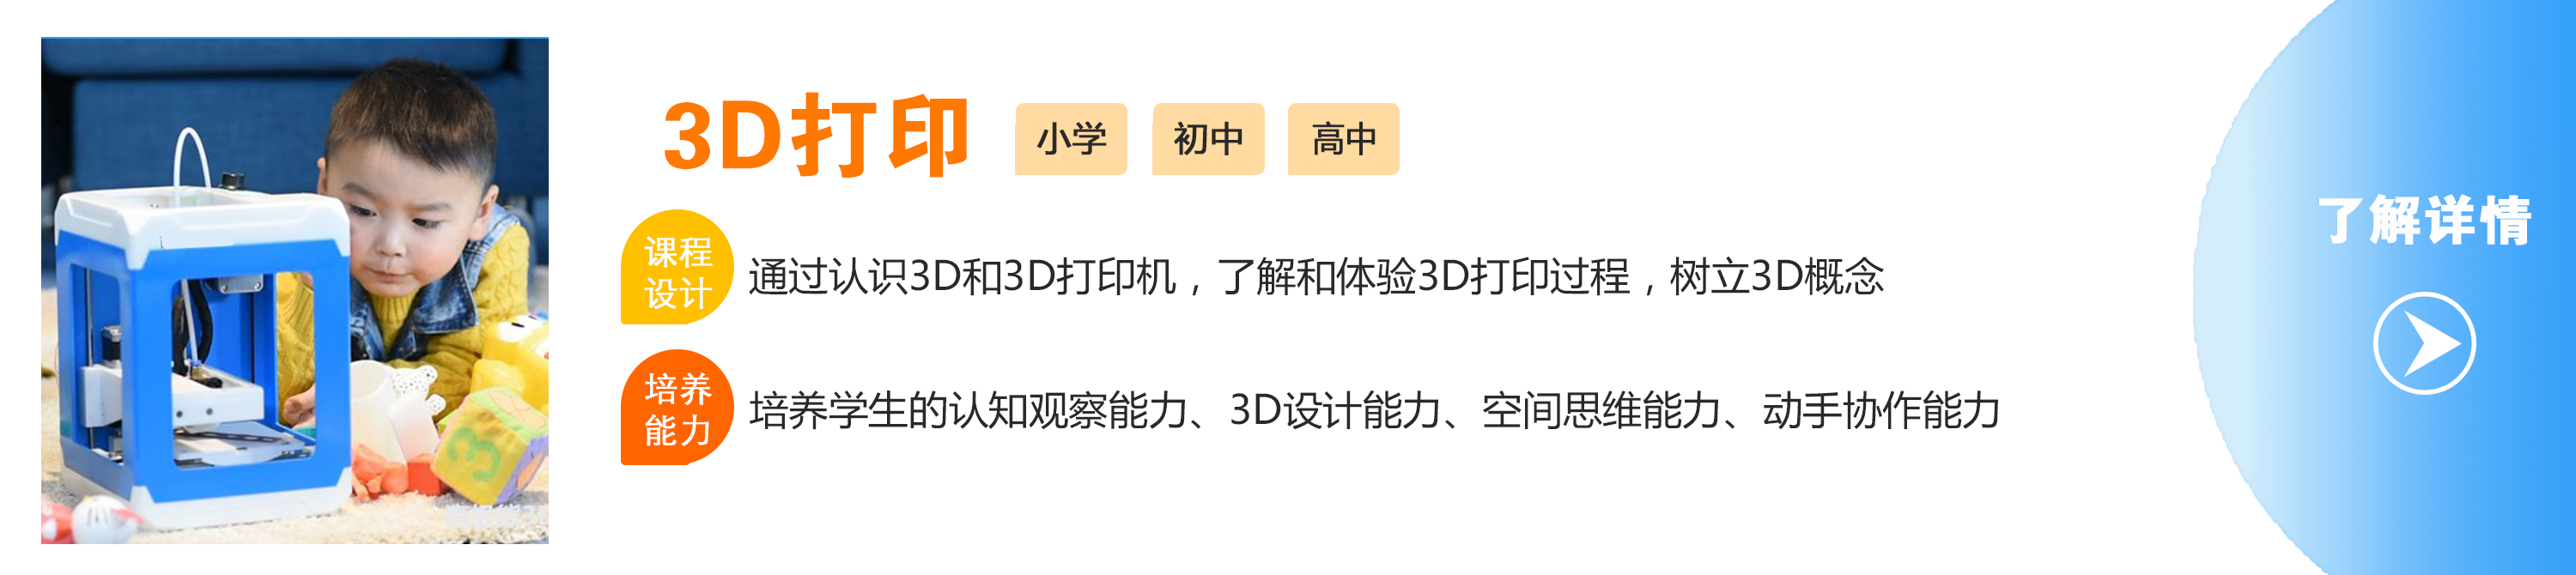 3D打印
小学
初中
高中
课程
设计
通过认识3D和3D打印机，了解和体验3D打印过程，树立3D概念
培养
能力
培养学生的认知观察能力、3D设计能力、空间思维能力、动手协作能力
了解详情
3